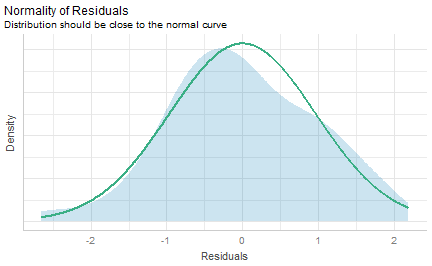 Normality of Residuals
Distribution should be close to the normal curve
Density
-2 -1 0 1 2
Residuals